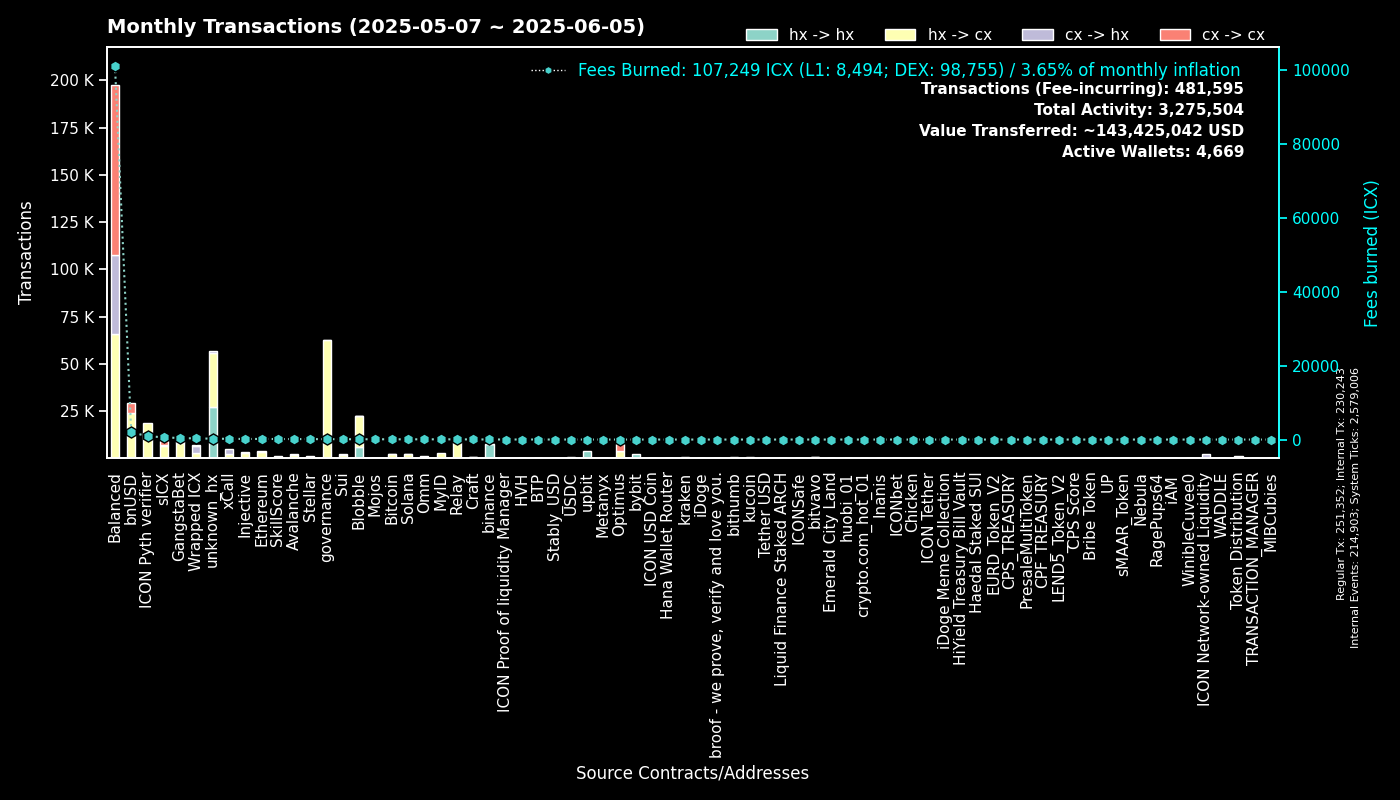 Monthly Transactions (2025-05-07 ~ 2025-06-05)
hx -> hx
hx -> cx
cx -> hx
cx -> cx
Fees Burned: 107,249 ICX (L1: 8,494; DEX: 98,755) / 3.65% of monthly inflation
Transactions (Fee-incurring): 481,595
Total Activity: 3,275,504
Value Transferred: ~143,425,042 USD
Active Wallets: 4,669
Transactions
200 K
175 K
150 K
125 K
100 K
75 K
50 K
25 K
100000
80000
60000
40000
20000
0
Fees burned (ICX)
Regular Tx: 251,352; Internal Tx: 230,243
Internal Events: 214,903; System Ticks: 2,579,006
Balanced
bnUSD
ICON Pyth verifier
sICX
GangstaBet
Wrapped ICX
unknown_hx
xCall
Injective
Ethereum
SkillScore
Avalanche
Stellar
governance
Sui
Blobble
Mojos
Bitcoin
Solana
Omm
MyID
Relay
Craft
binance
ICON Proof of liquidity Manager
HVH
BTP
Stably_USD
USDC
upbit
Metanyx
Optimus
bybit
ICON USD Coin
Hana Wallet Router
kraken
iDoge
broof - we prove, verify and love you.
bithumb
kucoin
Tether_USD
Liquid Finance Staked ARCH
ICONSafe
bitvavo
Emerald City Land
huobi_01
crypto.com_hot_01
Inanis
ICONbet
Chicken
ICON Tether
iDoge Meme Collection
HiYield Treasury Bill Vault
Haedal Staked SUI
EURD_Token_V2
CPS_TREASURY
PresaleMultiToken
CPF_TREASURY
LEND5_Token_V2
CPS_Score
Bribe Token
UP
sMAAR_Token
Nebula
RagePups64
iAM
WinibleCuvee0
ICON Network-owned Liquidity
WADDLE
Token Distribution
TRANSACTION_MANAGER
MIBCubies
Source Contracts/Addresses